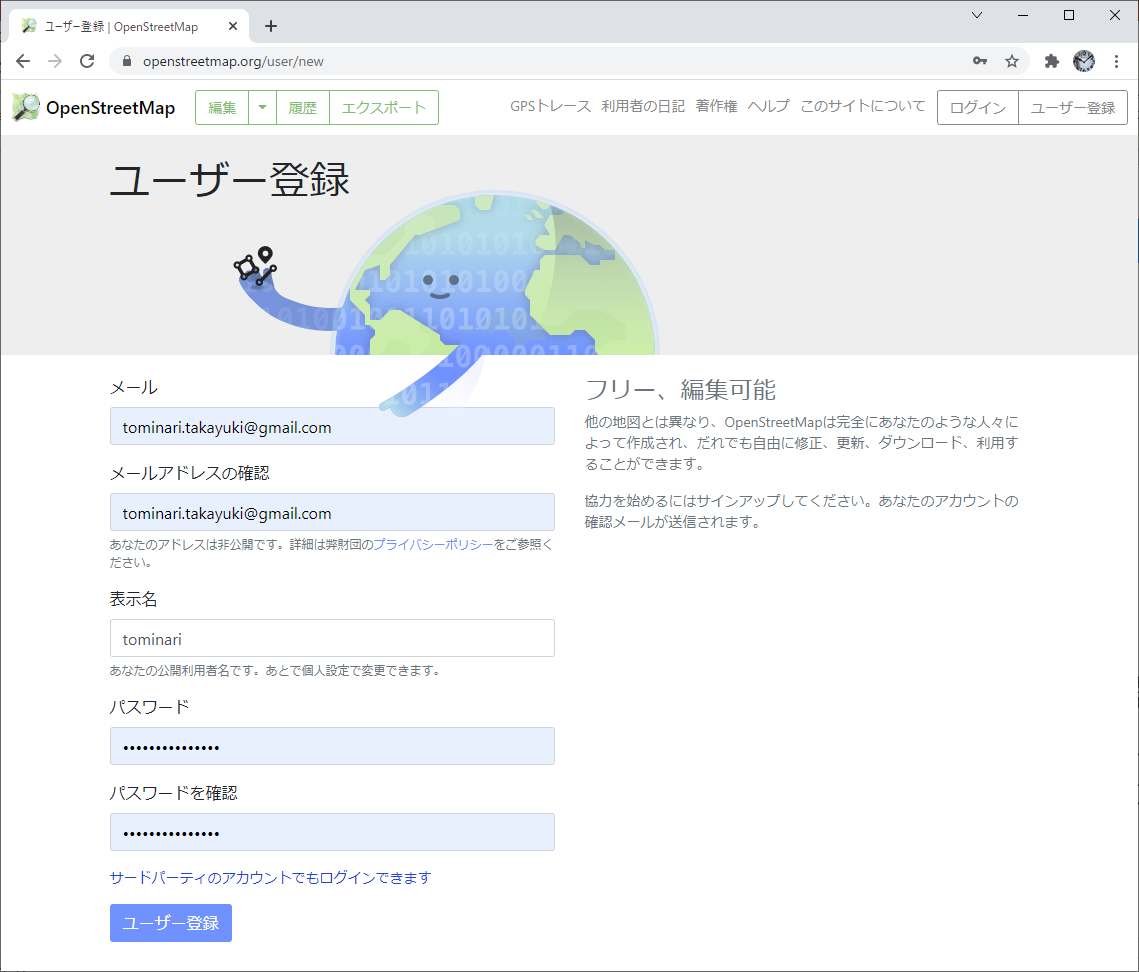 ユーザー登録 | OpenStreetMap
openstreetmap.org/user/new
OpenStreetMap
編集
履歴
エクスポート
GPSトレース
利用者の日記
著作権
ヘルプ
このサイトについて
ログイン
ユーザー登録
ユーザー登録
メール
tominari.takayuki@gmail.com
メールアドレスの確認
tominari.takayuki@gmail.com
あなたのアドレスは非公開です。詳細は弊財団のプライバシーポリシーをご参照く
ださい。
表示名
tominari
あなたの公開利用者名です。あとで個人設定で変更できます。
パスワード
•••••••••••••••
パスワードを確認
•••••••••••••••
サードパーティのアカウントでもログインできます
ユーザー登録
フリー、編集可能
他の地図とは異なり、OpenStreetMapは完全にあなたのような人々に
よって作成され、だれでも自由に修正、更新、ダウンロード、利用す
ることができます。
協力を始めるにはサインアップしてください。あなたのアカウントの
確認メールが送信されます。